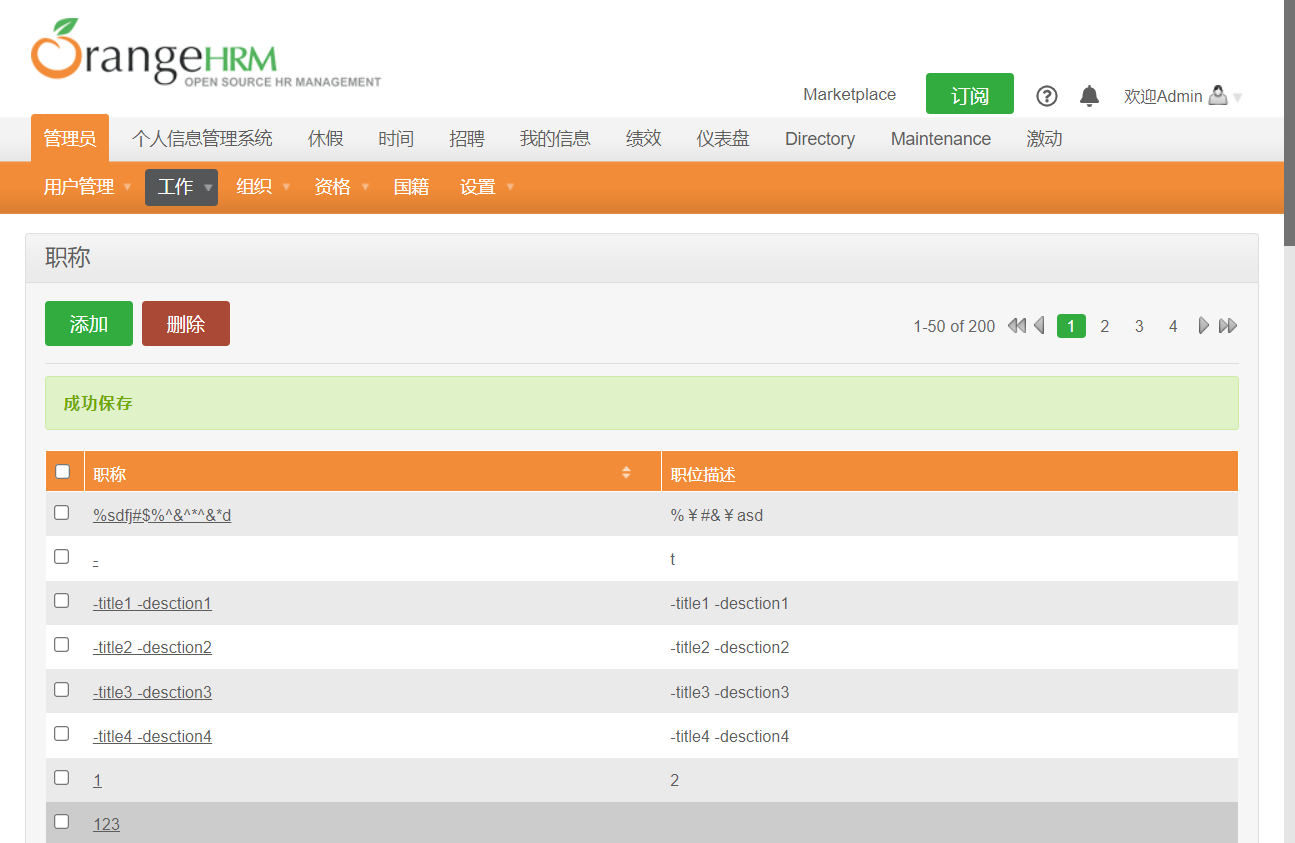 OrangeHRM
OPEN SOURCE HR MANAGEMENT
Marketplace 订阅 欢迎Admin
管理员 个人信息管理系统 休假 时间 招聘 我的信息 绩效 仪表盘 Directory Maintenance 激动
用户管理 工作 组织 资格 国籍 设置
职称
添加 删除 1-50 of 200 1 2 3 4
成功保存
职称 职位描述
%sdfj#$%^&^*^&*d %￥#&￥asd
- t
-title1 -desction1 -title1 -desction1
-title2 -desction2 -title2 -desction2
-title3 -desction3 -title3 -desction3
-title4 -desction4 -title4 -desction4
1 2
123